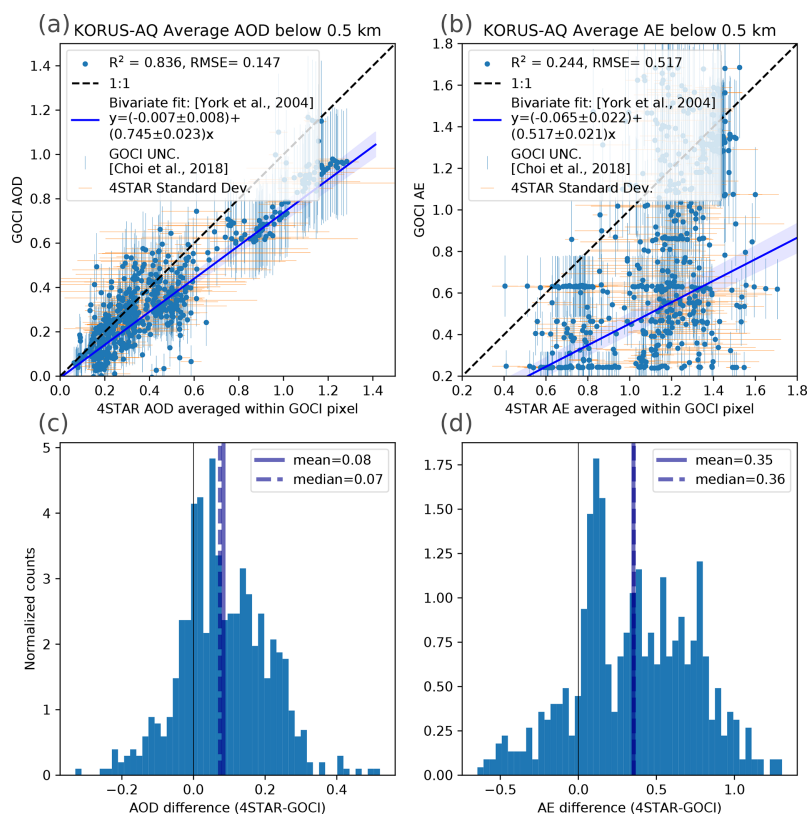 (a)
KORUS-AQ Average AOD below 0.5 km
1.4
1.2
1.0
0.8
0.6
0.4
0.2
0.0
GOCI AOD
R² = 0.836, RMSE= 0.147
1:1
Bivariate fit: [York et al., 2004]
y=(-0.007±0.008)+
(0.745±0.023)x
GOCI UNC.
[Choi et al., 2018]
4STAR Standard Dev.
0.0 0.2 0.4 0.6 0.8 1.0 1.2 1.4
4STAR AOD averaged within GOCI pixel
(b)
KORUS-AQ Average AE below 0.5 km
1.8
1.6
1.4
1.2
1.0
0.8
0.6
0.4
0.2
GOCI AE
R² = 0.244, RMSE= 0.517
1:1
Bivariate fit: [York et al., 2004]
y=(-0.065±0.022)+
(0.517±0.021)x
GOCI UNC.
[Choi et al., 2018]
4STAR Standard Dev.
0.2 0.4 0.6 0.8 1.0 1.2 1.4 1.6 1.8
4STAR AE averaged within GOCI pixel
(c)
5
4
3
2
1
0
Normalized counts
mean=0.08
median=0.07
−0.2 0.0 0.2 0.4
AOD difference (4STAR-GOCI)
(d)
1.75
1.50
1.25
1.00
0.75
0.50
0.25
0.00
mean=0.35
median=0.36
−0.5 0.0 0.5 1.0
AE difference (4STAR-GOCI)